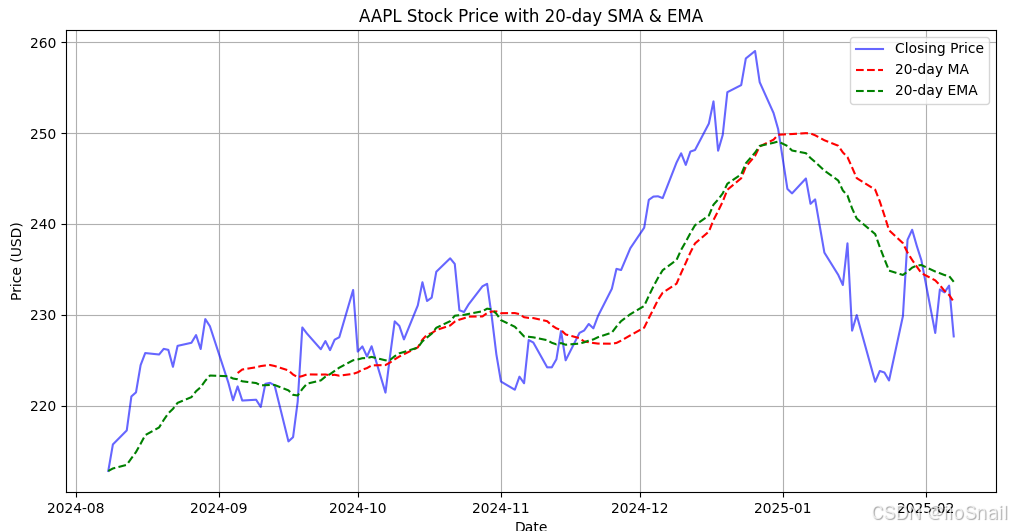 AAPL Stock Price with 20-day SMA & EMA
Closing Price
20-day MA
20-day EMA
260
250
240
230
220
Price (USD)
2024-08 2024-09 2024-10 2024-11 2024-12 2025-01 2025-02
Date
CSDN @iloSnail